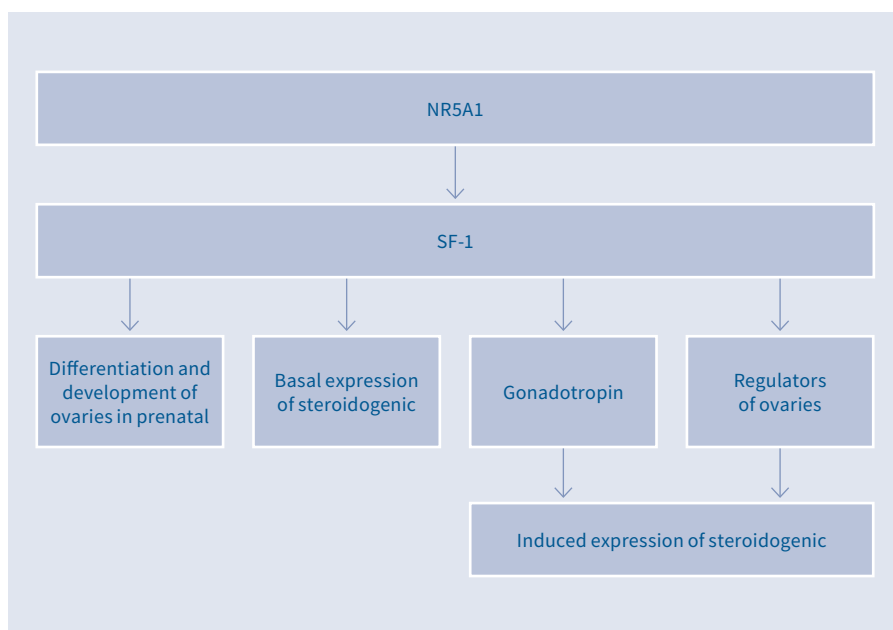 NR5A1
SF-1
Differentiation and
development of
ovaries in prenatal
Basal expression
of steroidogenic
Gonadotropin
Regulators
of ovaries
Induced expression of steroidogenic